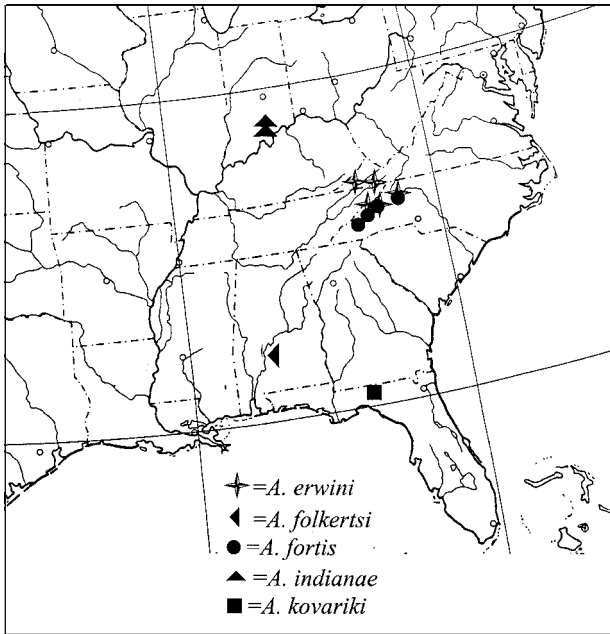 =A. erwini
=A. folkertsi
=A. fortis
=A. indianae
=A. kovariki